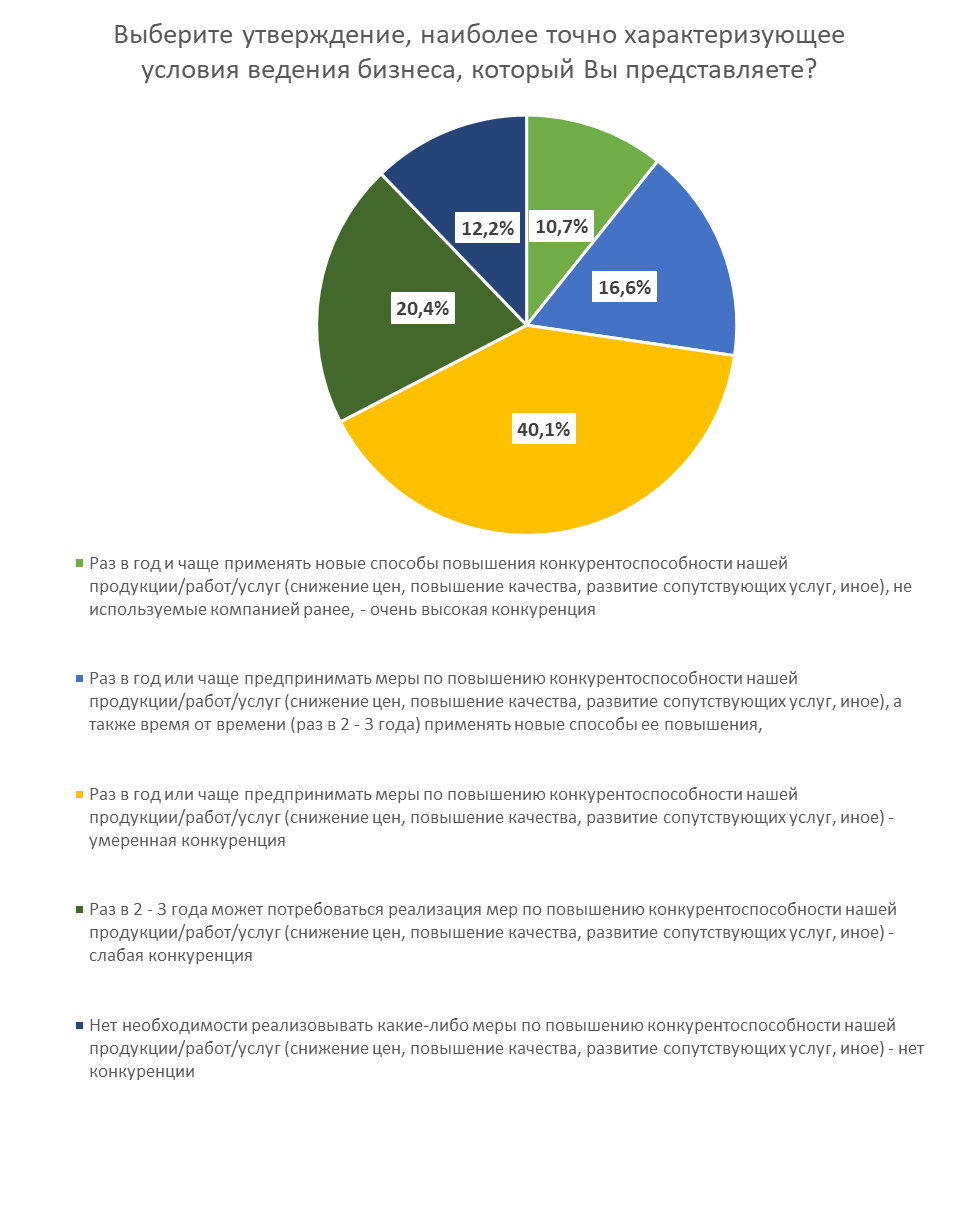 Выберите утверждение, наиболее точно характеризующее
условия ведения бизнеса, который Вы представляете?
12,2%
10,7%
16,6%
20,4%
40,1%
Раз в год и чаще применять новые способы повышения конкурентоспособности нашей
продукции/работ/услуг (снижение цен, повышение качества, развитие сопутствующих услуг, иное), не
используемые компанией ранее, - очень высокая конкуренция
Раз в год или чаще предпринимать меры по повышению конкурентоспособности нашей
продукции/работ/услуг (снижение цен, повышение качества, развитие сопутствующих услуг, иное), а
также время от времени (раз в 2 - 3 года) применять новые способы ее повышения,
Раз в год или чаще предпринимать меры по повышению конкурентоспособности нашей
продукции/работ/услуг (снижение цен, повышение качества, развитие сопутствующих услуг, иное) -
умеренная конкуренция
Раз в 2 - 3 года может потребоваться реализация мер по повышению конкурентоспособности нашей
продукции/работ/услуг (снижение цен, повышение качества, развитие сопутствующих услуг, иное) -
слабая конкуренция
Нет необходимости реализовывать какие-либо меры по повышению конкурентоспособности нашей
продукции/работ/услуг (снижение цен, повышение качества, развитие сопутствующих услуг, иное) - нет
конкуренции